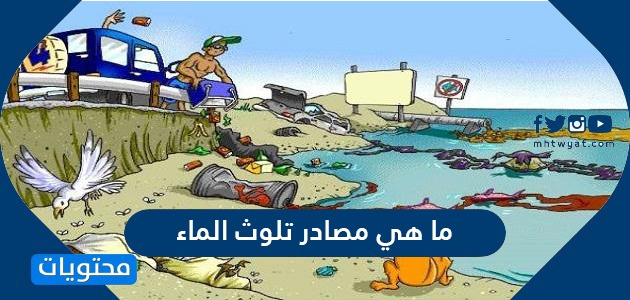 mhtwyat.com
ما هي مصادر تلوث الماء
محتويات